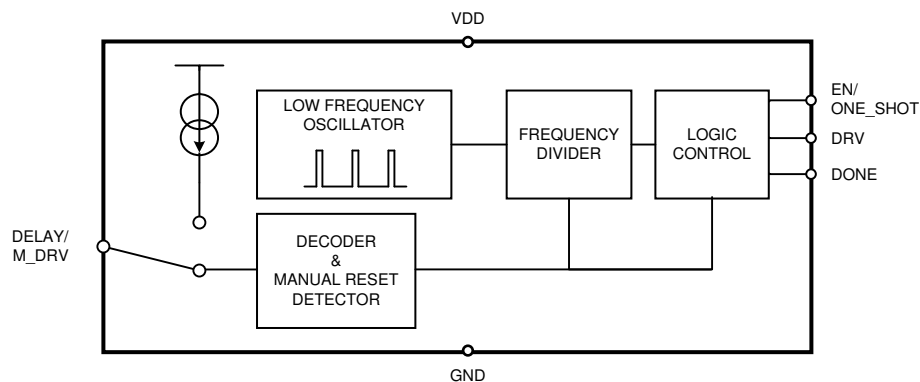 VDD
EN/
ONE_SHOT
LOW FREQUENCY
OSCILLATOR
FREQUENCY
DIVIDER
LOGIC
CONTROL
DRV
DONE
DELAY/
M_DRV
DECODER
&
MANUAL RESET
DETECTOR
GND